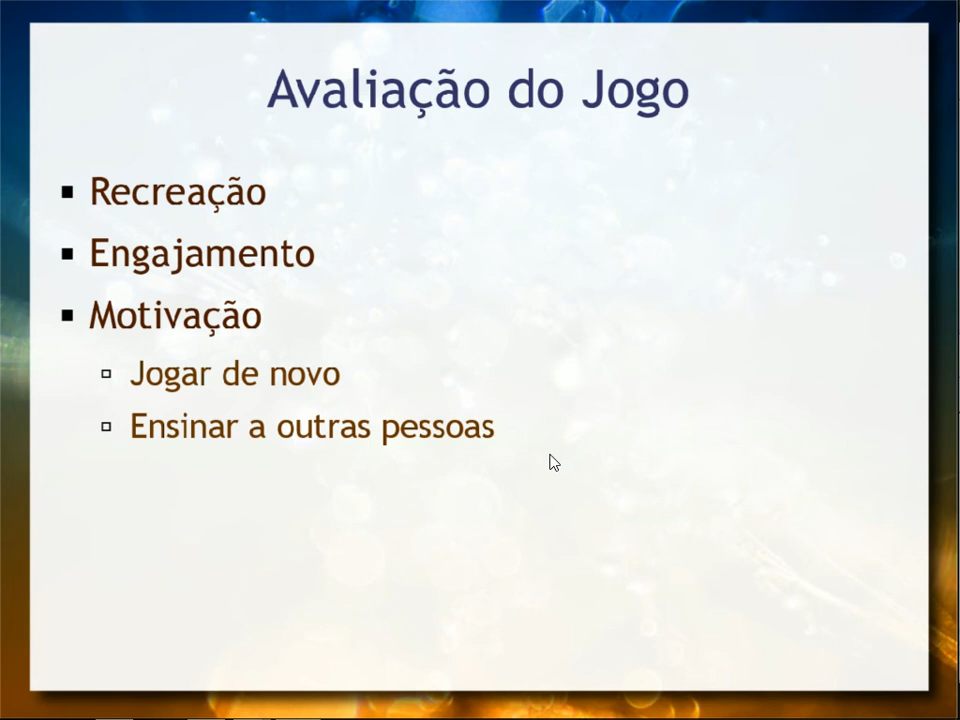 Avaliação do Jogo
Recreação
Engajamento
Motivação
Jogar de novo
Ensinar a outras pessoas